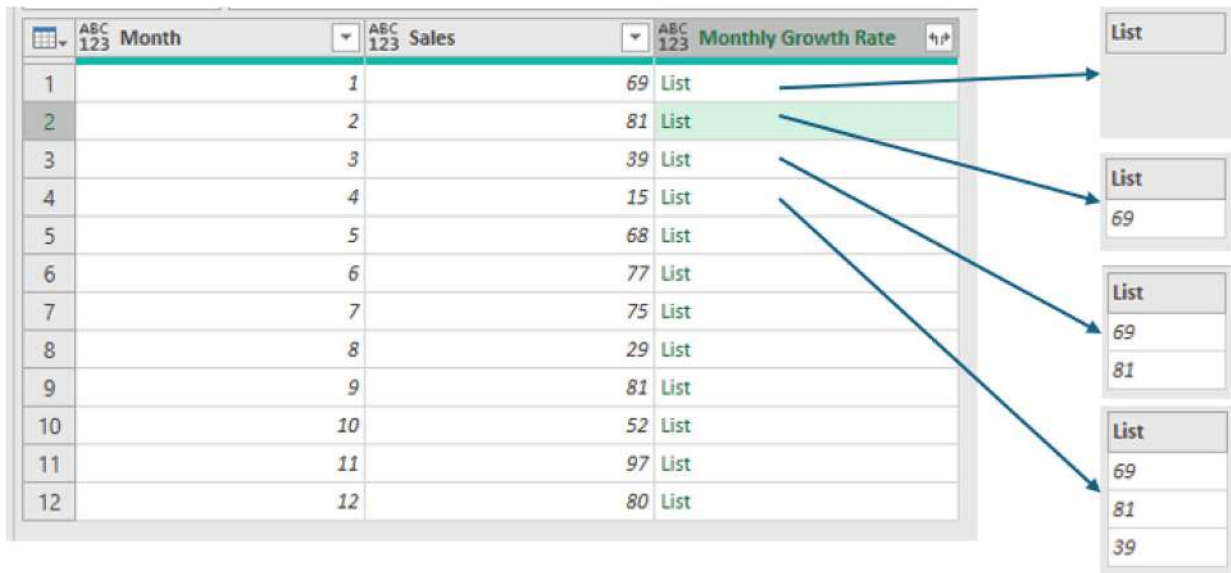 ABC 123 Month ABC 123 Sales ABC 123 Monthly Growth Rate
1 1 69 List
2 2 81 List
3 3 39 List
4 4 15 List
5 5 68 List
6 6 77 List
7 7 75 List
8 8 29 List
9 9 81 List
10 10 52 List
11 11 97 List
12 12 80 List
List
List
69
List
69
81
List
69
81
39